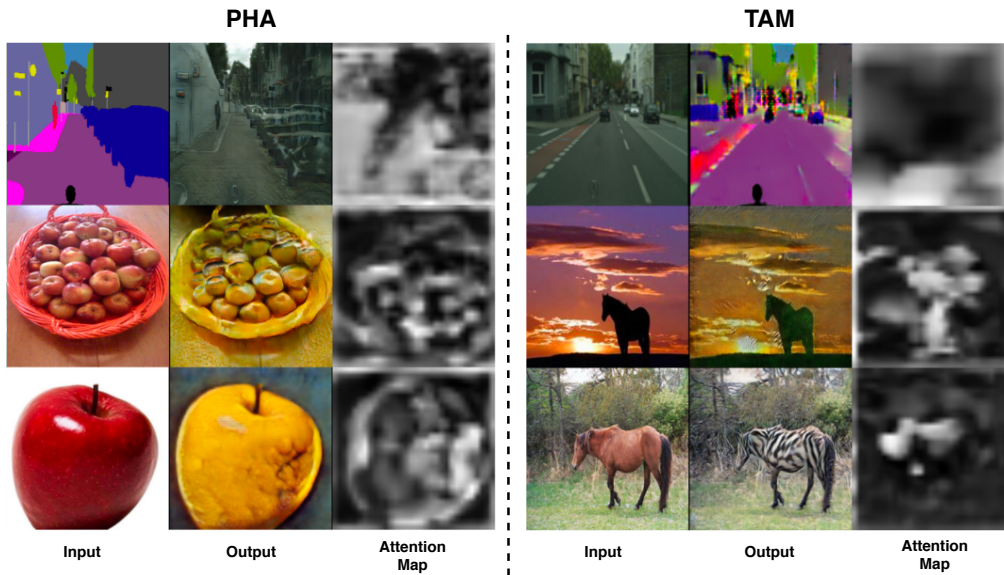 PHA
TAM
Input
Output
Attention
Map
Input
Output
Attention
Map